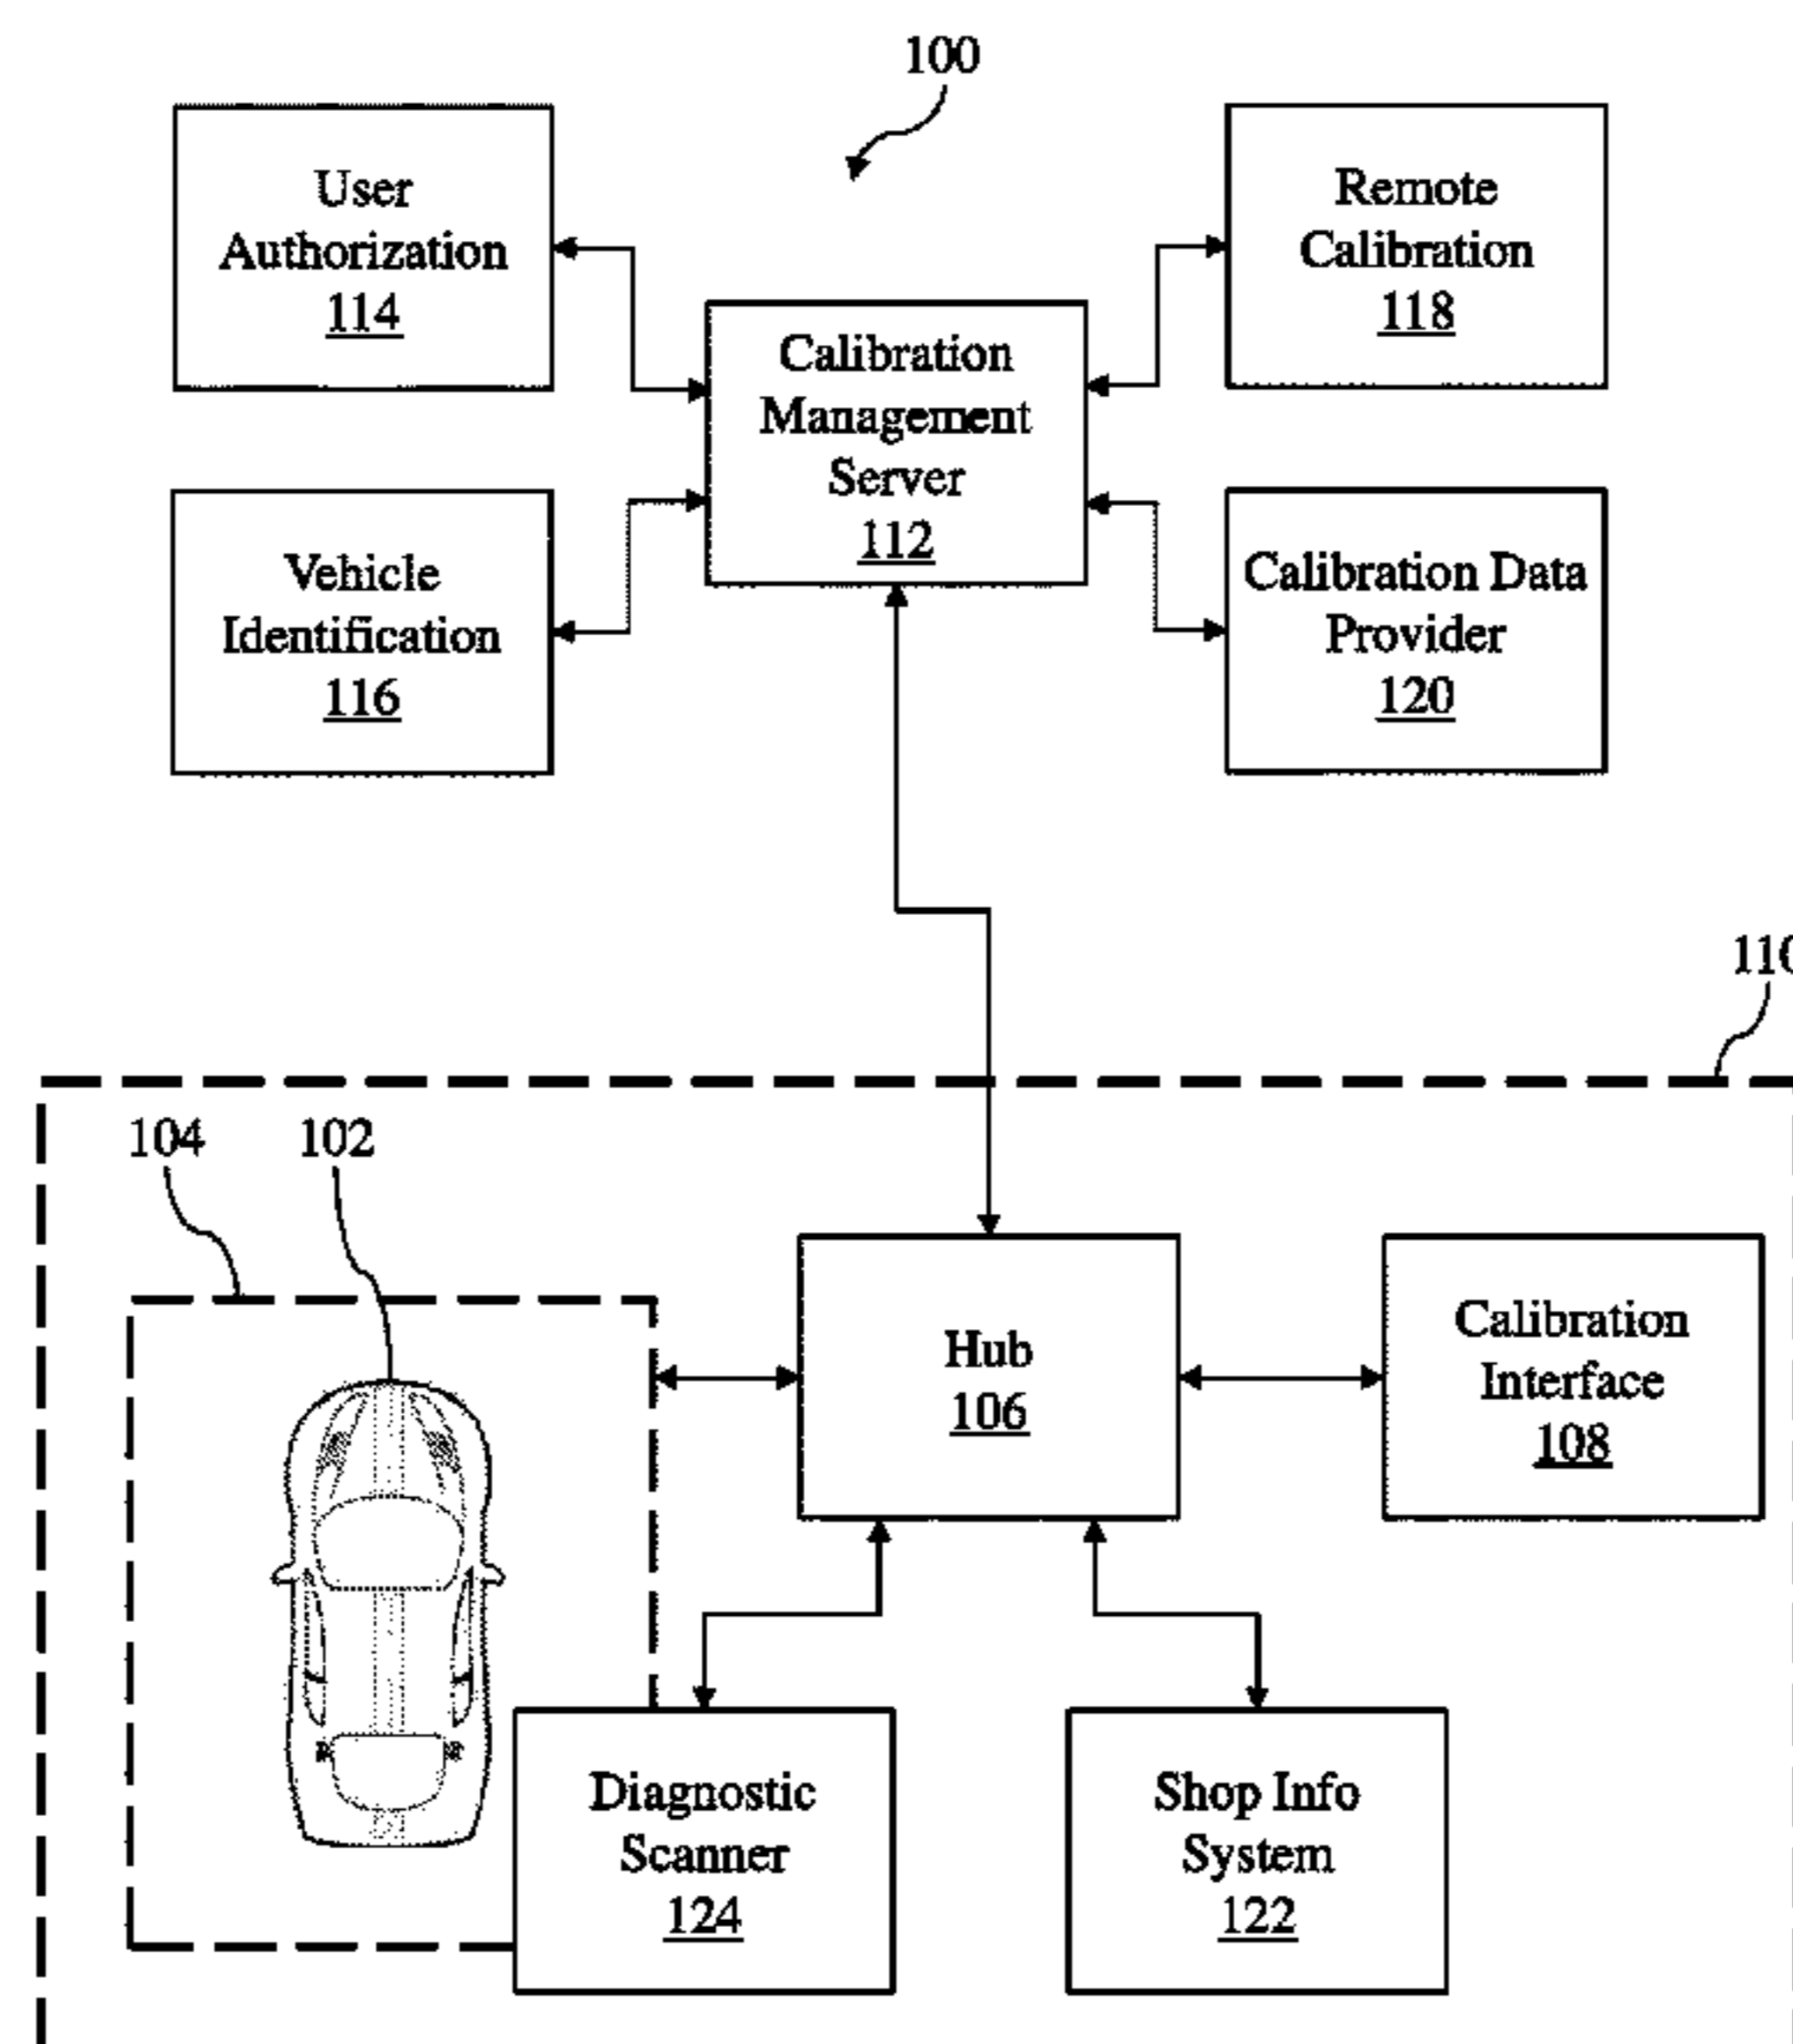 100
User
Authorization
114
Remote
Calibration
118
Calibration
Management
Server
112
Vehicle
Identification
116
Calibration Data
Provider
120
110
104
102
Hub
106
Calibration
Interface
108
Diagnostic
Scanner
124
Shop Info
System
122